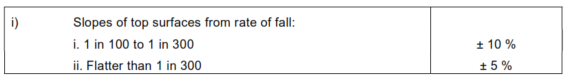 i) Slopes of top surfaces from rate of fall:
i. 1 in 100 to 1 in 300 ± 10 %
ii. Flatter than 1 in 300 ± 5 %